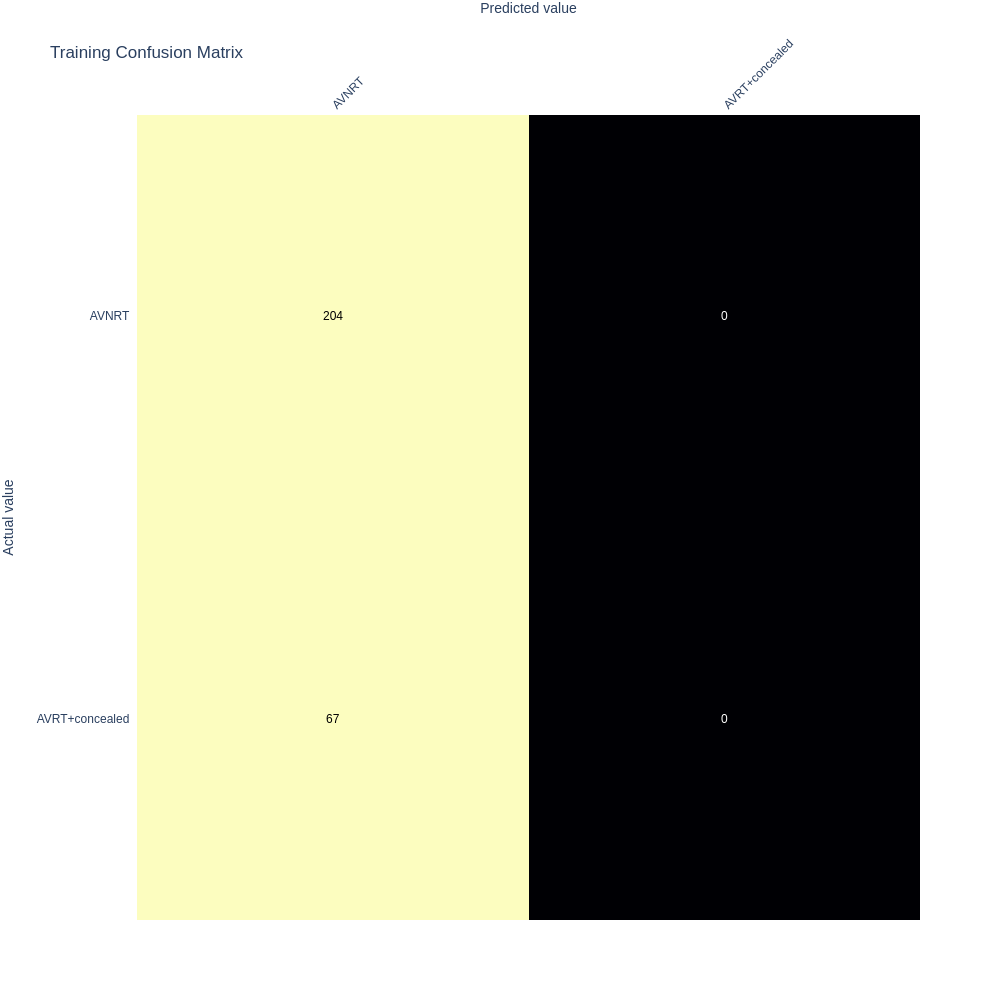 Predicted value
Training Confusion Matrix
AVNRT
AVRT+concealed
AVNRT
204
0
Actual value
AVRT+concealed
67
0